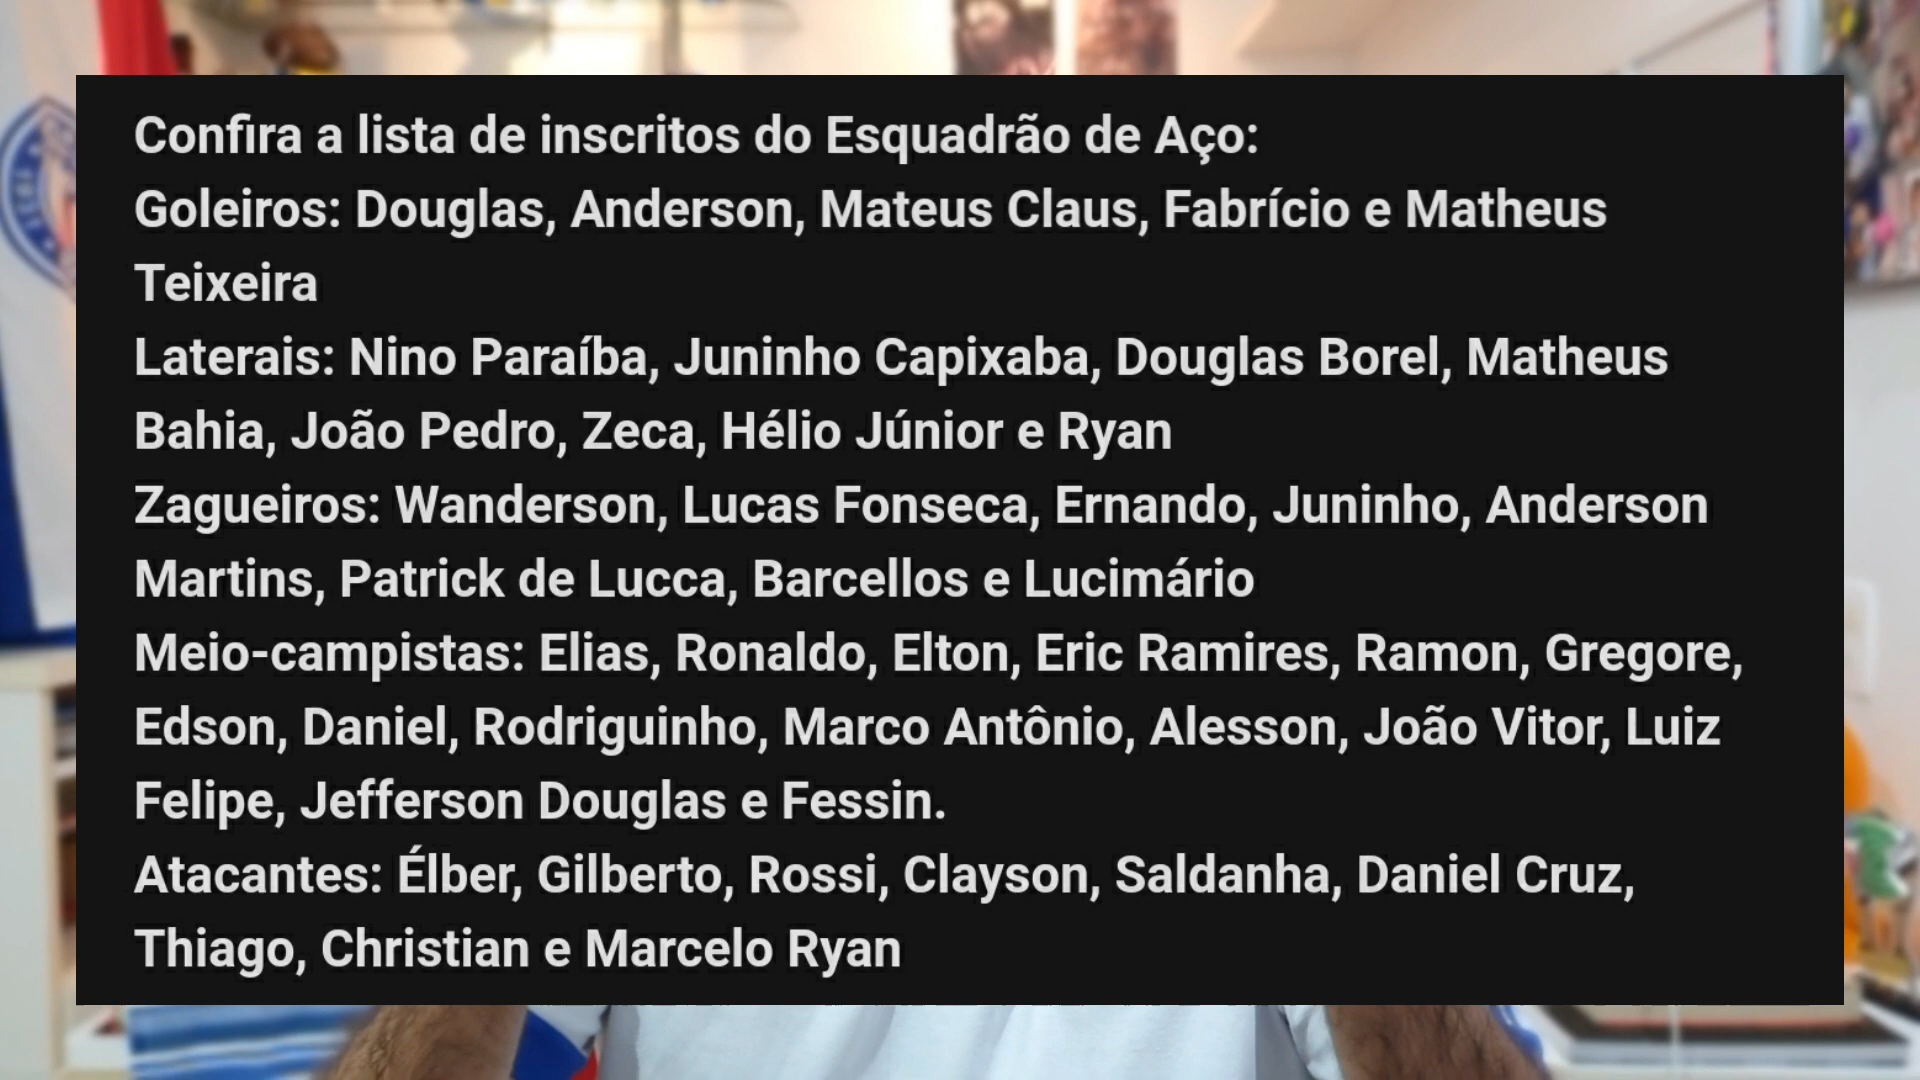 Confira a lista de inscritos do Esquadrão de Aço:
Goleiros: Douglas, Anderson, Mateus Claus, Fabrício e Matheus
Teixeira
Laterais: Nino Paraíba, Juninho Capixaba, Douglas Borel, Matheus
Bahia, João Pedro, Zeca, Hélio Júnior e Ryan
Zagueiros: Wanderson, Lucas Fonseca, Ernando, Juninho, Anderson
Martins, Patrick de Lucca, Barcellos e Lucimário
Meio-campistas: Elias, Ronaldo, Elton, Eric Ramires, Ramon, Gregore,
Edson, Daniel, Rodriguinho, Marco Antônio, Alesson, João Vitor, Luiz
Felipe, Jefferson Douglas e Fessin.
Atacantes: Élber, Gilberto, Rossi, Clayson, Saldanha, Daniel Cruz,
Thiago, Christian e Marcelo Ryan